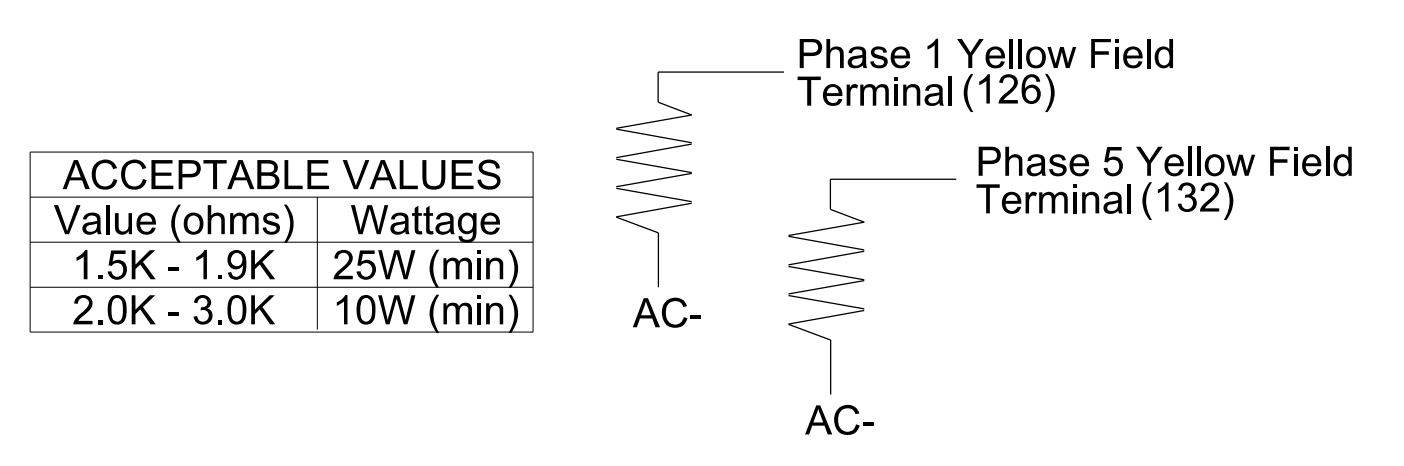 Phase 1 Yellow Field
Terminal (126)
ACCEPTABLE VALUES
Value (ohms) Wattage
1.5K - 1.9K 25W (min)
2.0K - 3.0K 10W (min)
Phase 5 Yellow Field
Terminal (132)
AC-
AC-